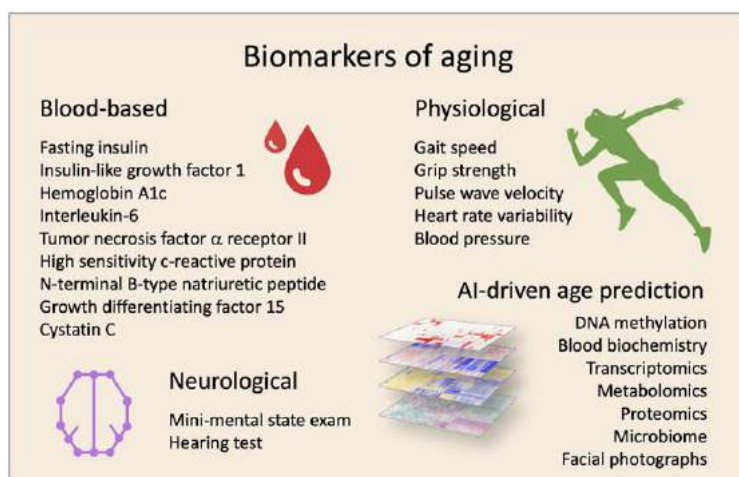 Biomarkers of aging
Blood-based
Fasting insulin
Insulin-like growth factor 1
Hemoglobin A1c
Interleukin-6
Tumor necrosis factor α receptor II
High sensitivity c-reactive protein
N-terminal B-type natriuretic peptide
Growth differentiating factor 15
Cystatin C
Physiological
Gait speed
Grip strength
Pulse wave velocity
Heart rate variability
Blood pressure
Neurological
Mini-mental state exam
Hearing test
AI-driven age prediction
DNA methylation
Blood biochemistry
Transcriptomics
Metabolomics
Proteomics
Microbiome
Facial photographs